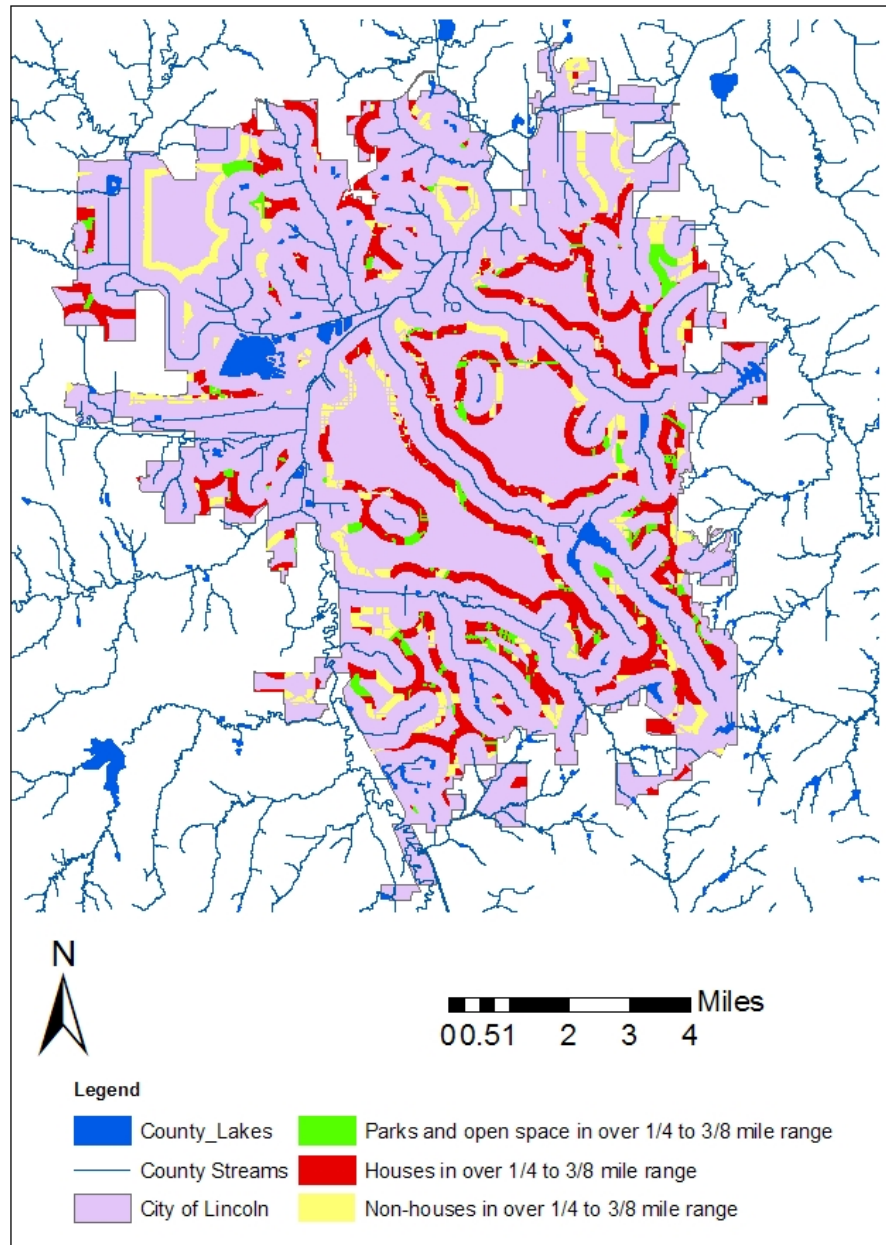 N
Miles
0 0.5 1 2 3 4
Legend
County_Lakes
Parks and open space in over 1/4 to 3/8 mile range
County Streams
Houses in over 1/4 to 3/8 mile range
City of Lincoln
Non-houses in over 1/4 to 3/8 mile range